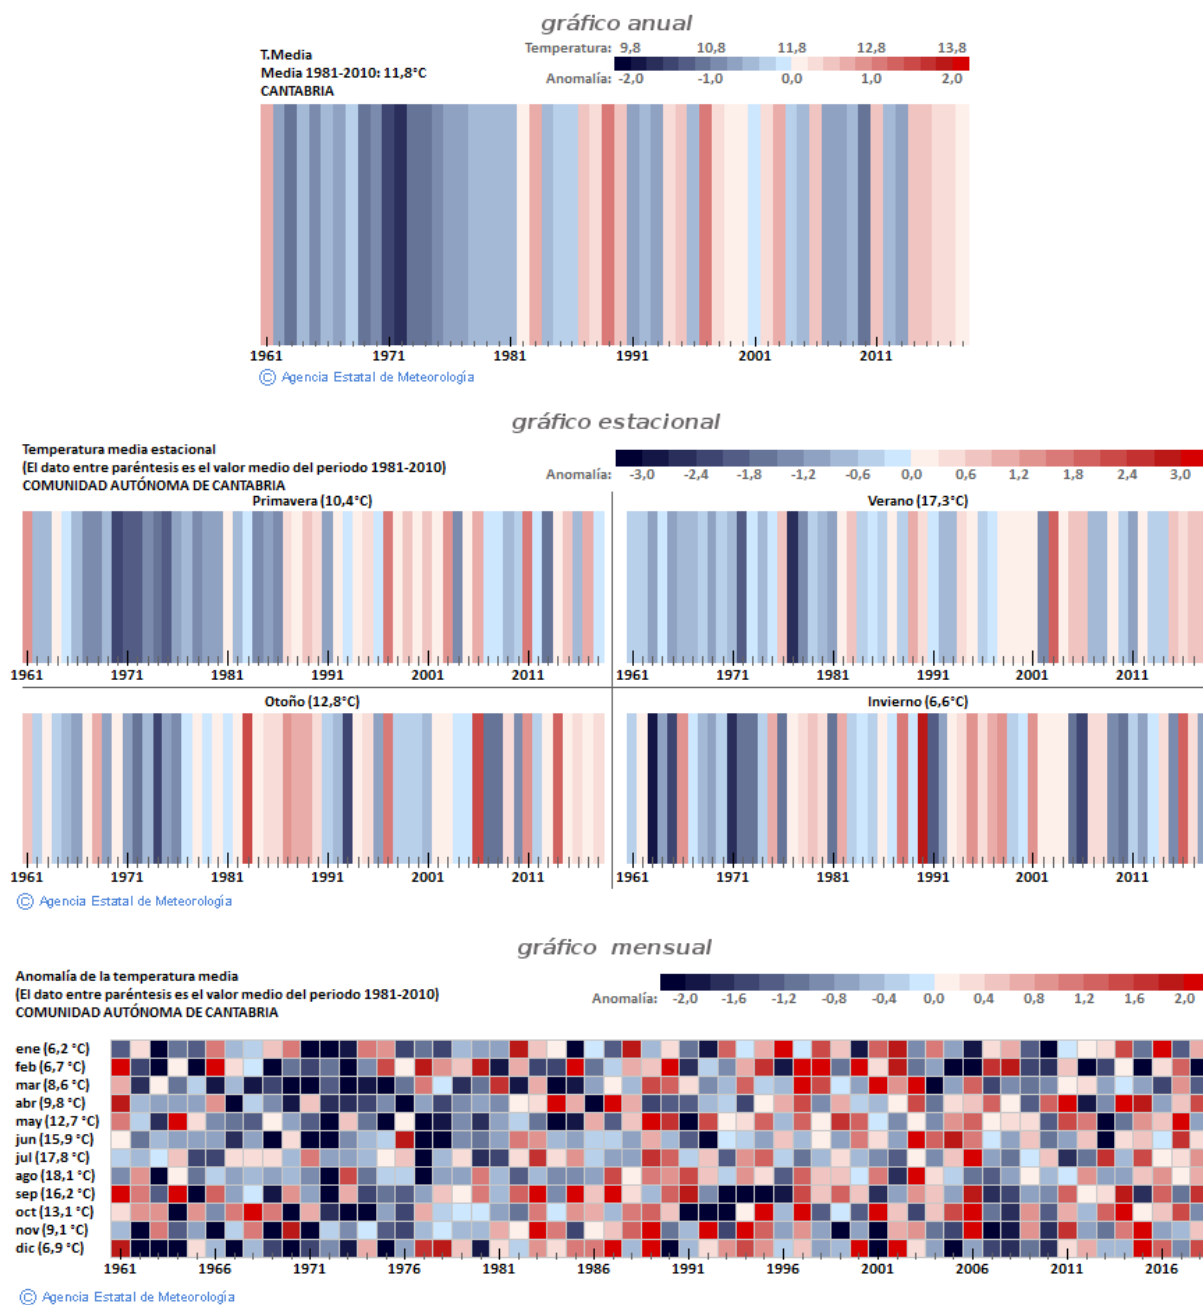 gráfico anual
T.Media
Media 1981-2010: 11,8°C
CANTABRIA
Temperatura: 9,8 10,8 11,8 12,8 13,8
Anomalía: -2,0 -1,0 0,0 1,0 2,0
1961 1971 1981 1991 2001 2011
© Agencia Estatal de Meteorología
gráfico estacional
Temperatura media estacional
(El dato entre paréntesis es el valor medio del periodo 1981-2010)
COMUNIDAD AUTÓNOMA DE CANTABRIA
Anomalía: -3,0 -2,4 -1,8 -1,2 -0,6 0,0 0,6 1,2 1,8 2,4 3,0
Primavera (10,4°C) Verano (17,3°C)
1961 1971 1981 1991 2001 2011 1961 1971 1981 1991 2001 2011
Otoño (12,8°C) Invierno (6,6°C)
1961 1971 1981 1991 2001 2011 1961 1971 1981 1991 2001 2011
© Agencia Estatal de Meteorología
gráfico mensual
Anomalía de la temperatura media
(El dato entre paréntesis es el valor medio del periodo 1981-2010)
COMUNIDAD AUTÓNOMA DE CANTABRIA
Anomalía: -2,0 -1,6 -1,2 -0,8 -0,4 0,0 0,4 0,8 1,2 1,6 2,0
ene (6,2 °C)
feb (6,7 °C)
mar (8,6 °C)
abr (9,8 °C)
may (12,7 °C)
jun (15,9 °C)
jul (17,8 °C)
ago (18,1 °C)
sep (16,2 °C)
oct (13,1 °C)
nov (9,1 °C)
dic (6,9 °C)
1961 1966 1971 1976 1981 1986 1991 1996 2001 2006 2011 2016
© Agencia Estatal de Meteorología